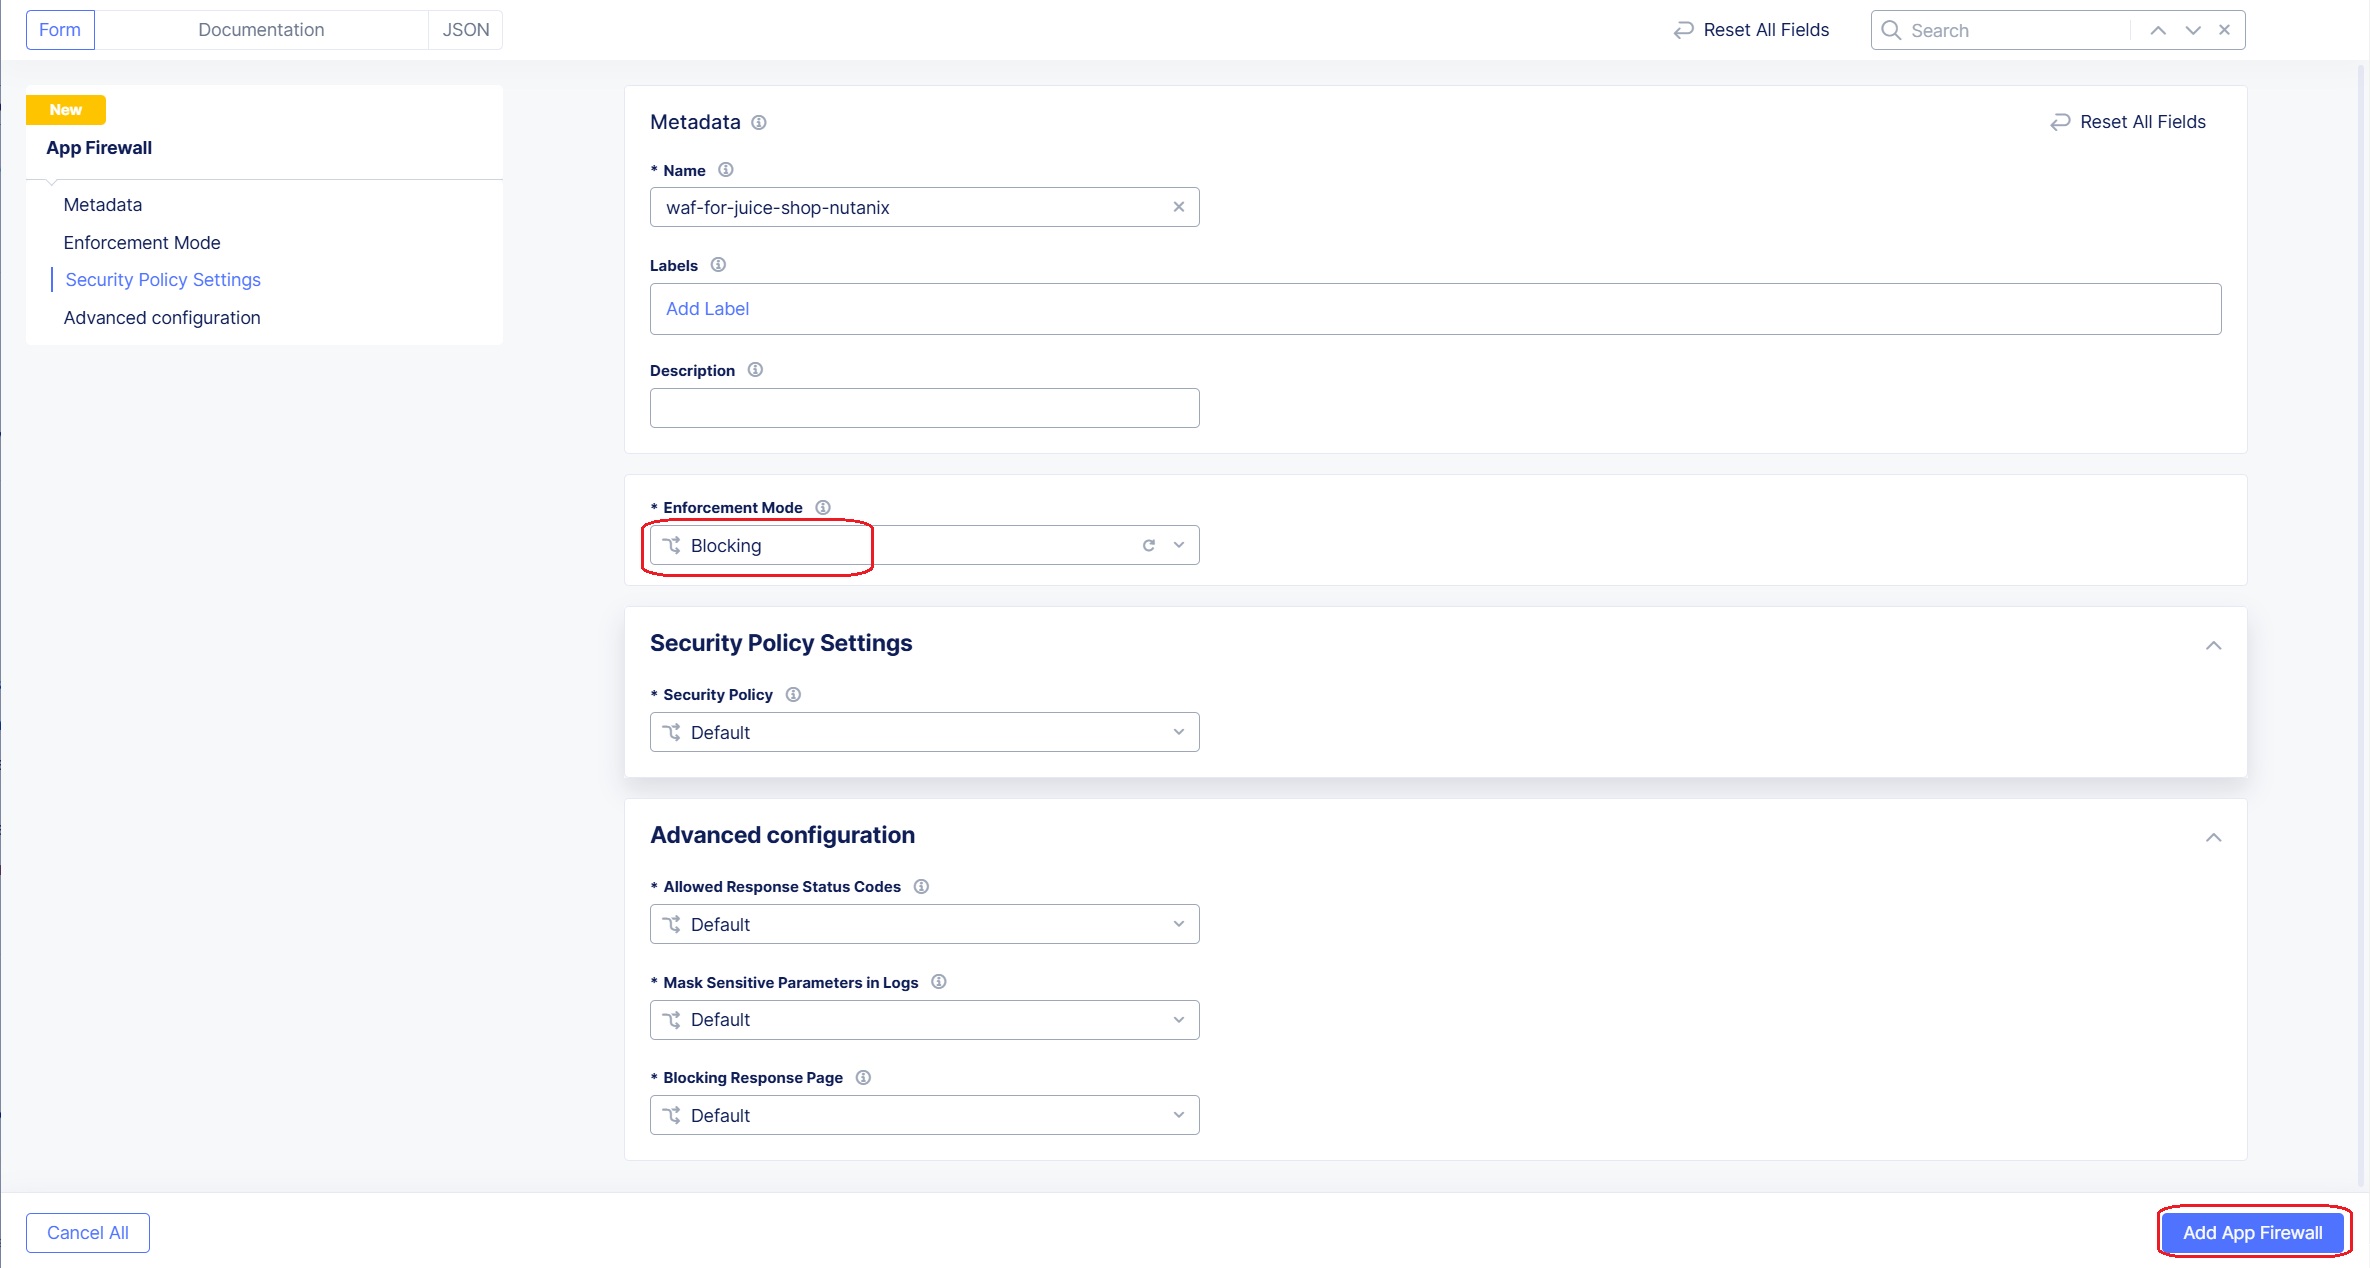 Form
Documentation
JSON
Reset All Fields
Search
New
App Firewall
Metadata
Enforcement Mode
Security Policy Settings
Advanced configuration
Metadata
Reset All Fields
* Name
waf-for-juice-shop-nutanix
Labels
Add Label
Description
* Enforcement Mode
Blocking
Security Policy Settings
* Security Policy
Default
Advanced configuration
* Allowed Response Status Codes
Default
* Mask Sensitive Parameters in Logs
Default
* Blocking Response Page
Default
Cancel All
Add App Firewall